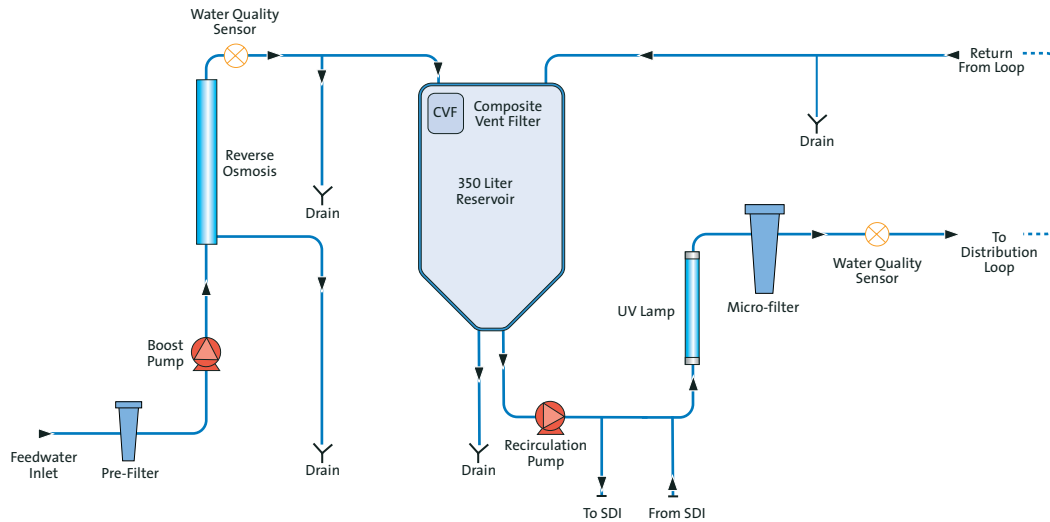 Water Quality
Sensor
Return
From Loop
CVF
Composite
Vent Filter
Drain
Reverse
Osmosis
350 Liter
Reservoir
Drain
To
Distribution
Loop
Water Quality
Sensor
Micro-filter
UV Lamp
Boost
Pump
Feedwater
Inlet
Pre-Filter
Drain
Drain
Recirculation
Pump
To SDI
From SDI